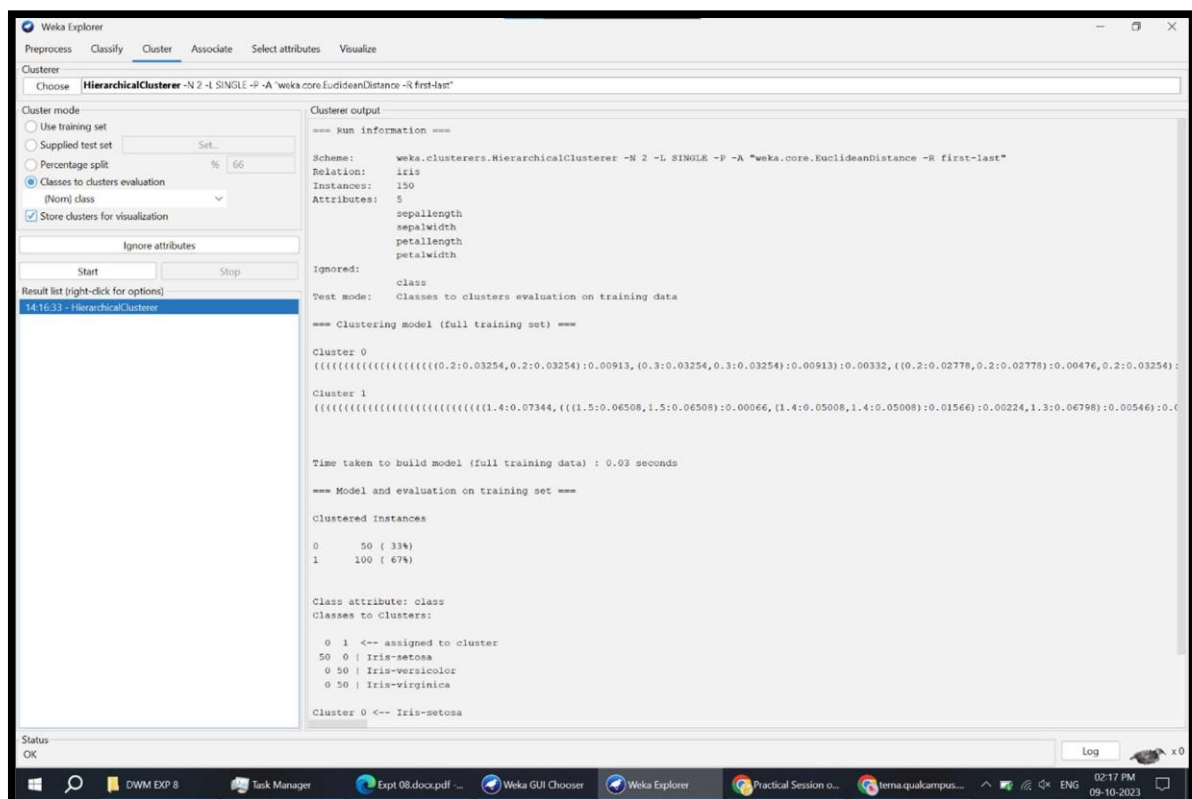 Weka Explorer
Preprocess Classify Cluster Associate Select attributes Visualize
Clusterer
Choose HierarchicalClusterer -N 2 -L SINGLE -P -A "weka.core.EuclideanDistance -R first-last"
Cluster mode
Use training set
Supplied test set Set...
Percentage split % 66
Classes to clusters evaluation
(Nom) class
Store clusters for visualization
Ignore attributes
Start Stop
Result list (right-click for options)
14:16:33 - HierarchicalClusterer
Clusterer output
=== Run information ===
Scheme: weka.clusterers.HierarchicalClusterer -N 2 -L SINGLE -P -A "weka.core.EuclideanDistance -R first-last"
Relation: iris
Instances: 150
Attributes: 5
sepallength
sepalwidth
petallength
petalwidth
Ignored:
class
Test mode: Classes to clusters evaluation on training data
=== Clustering model (full training set) ===
Cluster 0
((((((((((((((((((((0.2:0.03254,0.2:0.03254):0.00913,(0.3:0.03254,0.3:0.03254):0.00913):0.00332,((0.2:0.02778,0.2:0.02778):0.00476,0.2:0.03254):
Cluster 1
((((((((((((((((((((((((((((1.4:0.07344,(((1.5:0.06508,1.5:0.06508):0.00066,(1.4:0.05008,1.4:0.05008):0.01566):0.00224,1.3:0.06798):0.00546):0.0
Time taken to build model (full training data) : 0.03 seconds
=== Model and evaluation on training set ===
Clustered Instances
0 50 ( 33%)
1 100 ( 67%)
Class attribute: class
Classes to Clusters:
0 1 <-- assigned to cluster
50 0 | Iris-setosa
0 50 | Iris-versicolor
0 50 | Iris-virginica
Cluster 0 <-- Iris-setosa
Status
OK
Log x 0
DWM EXP 8 Task Manager Expt 08.docx.pdf -... Weka GUI Chooser Weka Explorer Practical Session o... terna.qualcampus.... ENG 02:17 PM
09-10-2023